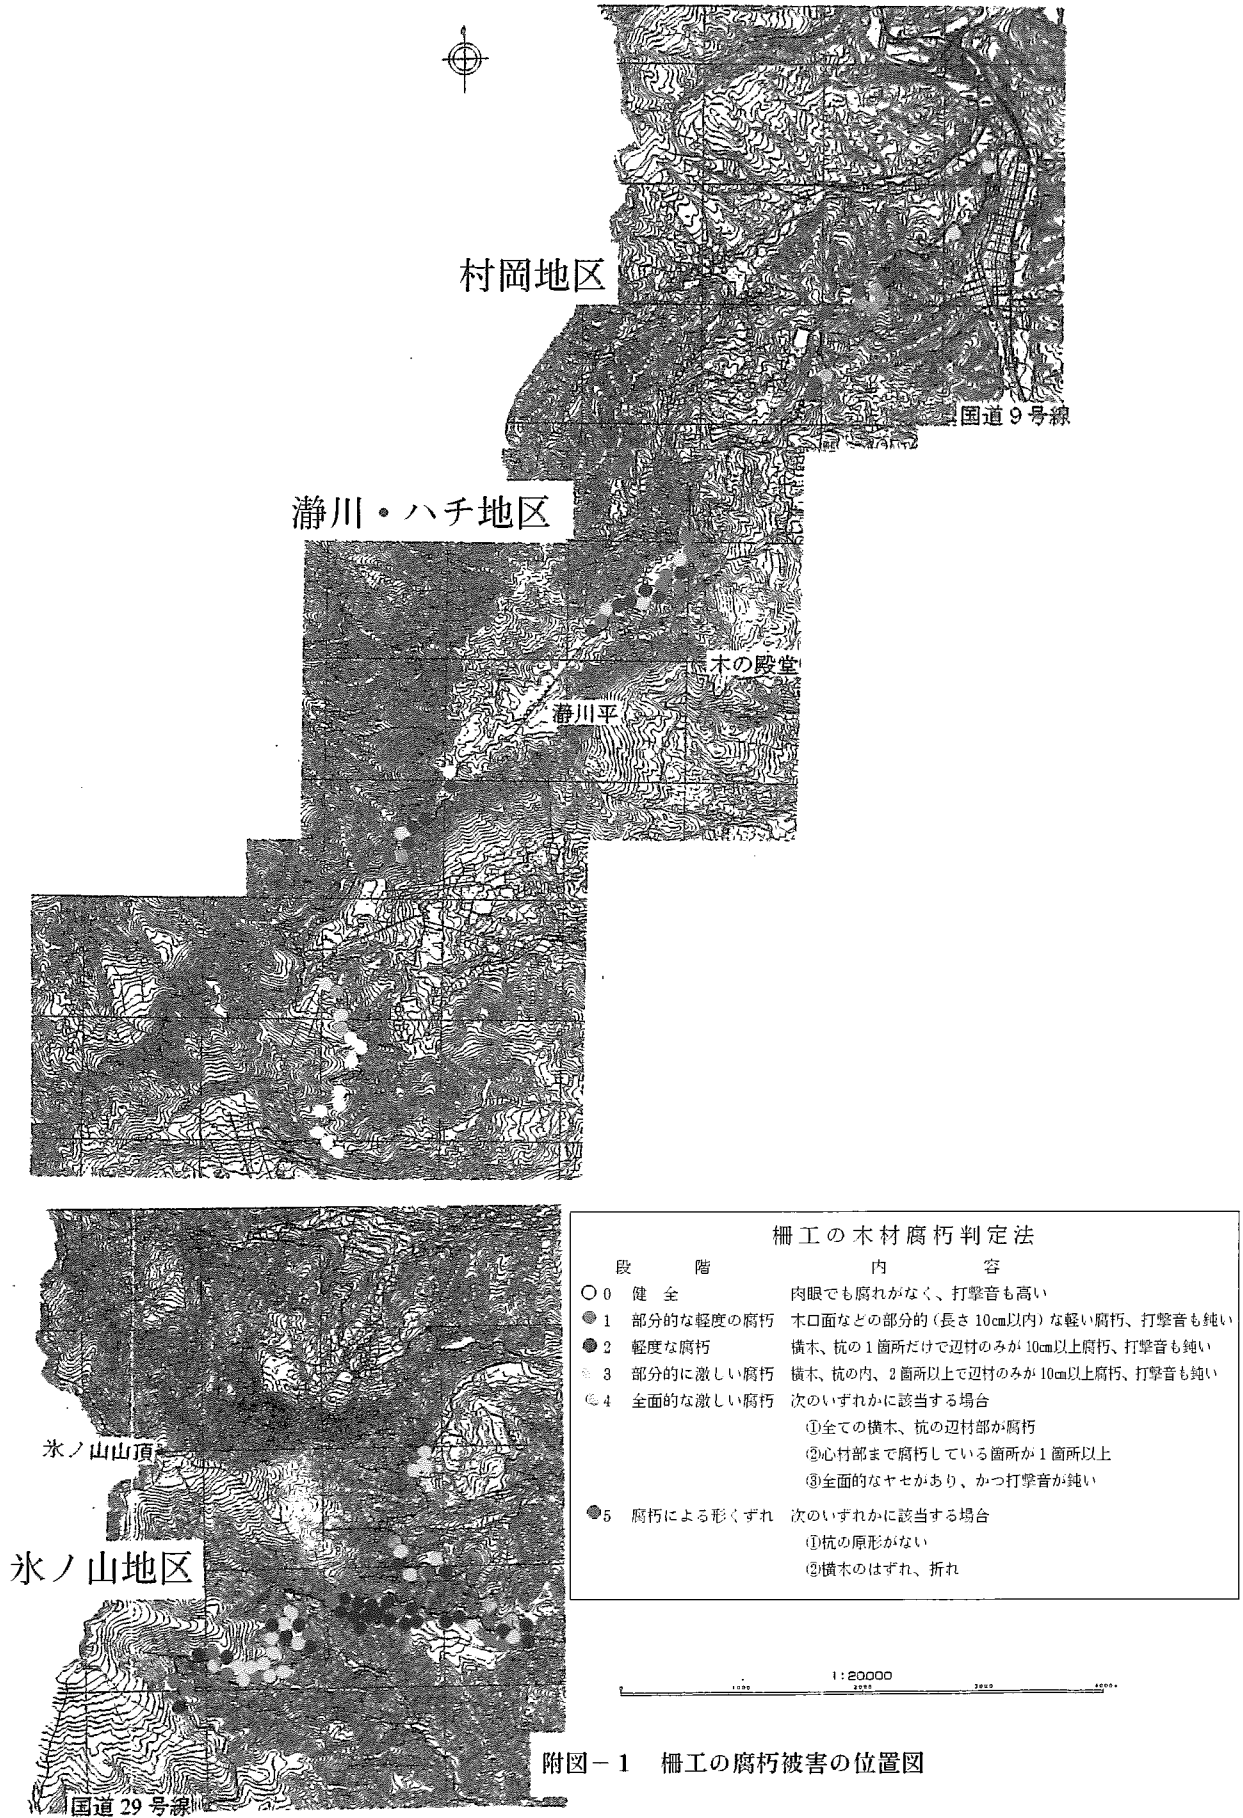 村岡地区
国道9号線
瀞川・ハチ地区
木の殿堂
瀞川平
氷ノ山山頂
氷ノ山地区
国道29号線
柵工の木材腐朽判定法
段階 内容
0 健全 肉眼でも腐れがなく、打撃音も高い
1 部分的な軽度の腐朽 木口面などの部分的(長さ10cm以内)な軽い腐朽、打撃音も鈍い
2 軽度な腐朽 横木、杭の1箇所だけで辺材のみが10cm以上腐朽、打撃音も鈍い
3 部分的に激しい腐朽 横木、杭の内、2箇所以上で辺材のみが10cm以上腐朽、打撃音も鈍い
4 全面的な激しい腐朽 次のいずれかに該当する場合
①全ての横木、杭の辺材部が腐朽
②心材部まで腐朽している箇所が1箇所以上
③全面的なヤセがあり、かつ打撃音が鈍い
5 腐朽による形くずれ 次のいずれかに該当する場合
①杭の原形がない
②横木のはずれ、折れ
1:20000
0 1000 2000 3000 4000m
附図－1 柵工の腐朽被害の位置図